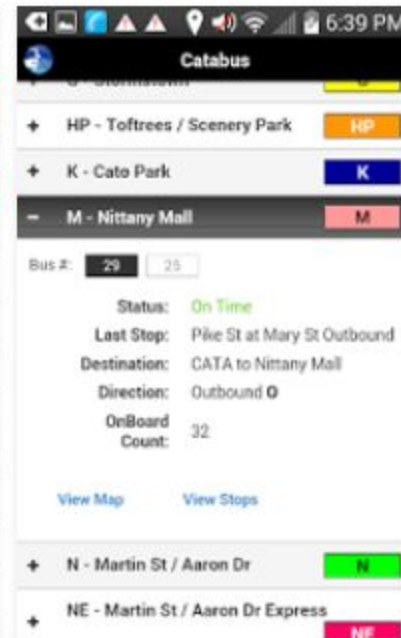 6:39 PM
Catabus
+ HP - Toftrees / Scenery Park HP
+ K - Cato Park K
- M - Nittany Mall M
Bus #: 29 25
Status: On Time
Last Stop: Pike St at Mary St Outbound
Destination: CATA to Nittany Mall
Direction: Outbound O
OnBoard
Count: 32
View Map View Stops
+ N - Martin St / Aaron Dr N
+ NE - Martin St / Aaron Dr Express
NE